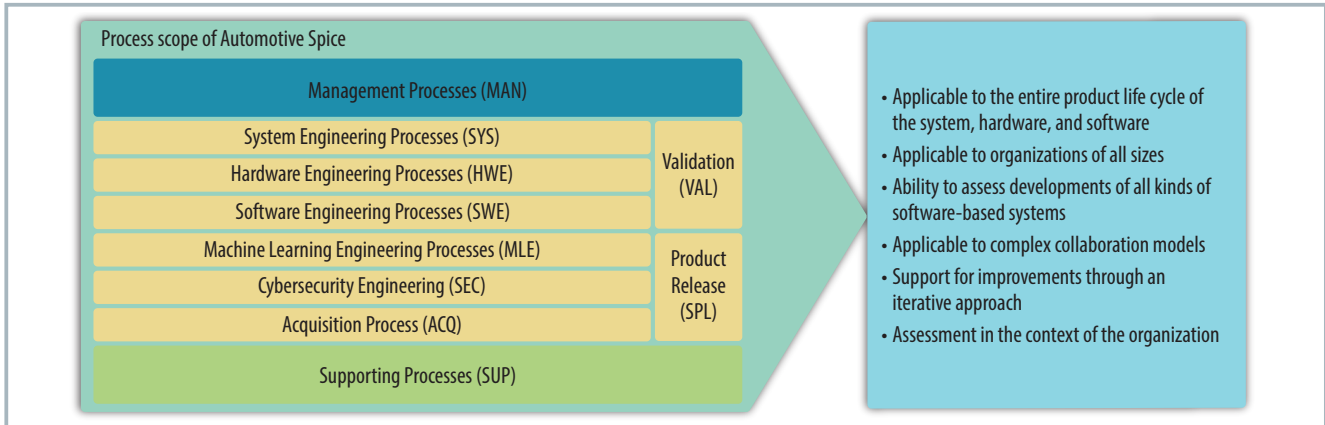 Process scope of Automotive Spice
Management Processes (MAN)
System Engineering Processes (SYS)
Hardware Engineering Processes (HWE)
Software Engineering Processes (SWE)
Machine Learning Engineering Processes (MLE)
Cybersecurity Engineering (SEC)
Acquisition Process (ACQ)
Validation
(VAL)
Product
Release
(SPL)
Supporting Processes (SUP)
• Applicable to the entire product life cycle of
the system, hardware, and software
• Applicable to organizations of all sizes
• Ability to assess developments of all kinds of
software-based systems
• Applicable to complex collaboration models
• Support for improvements through an
iterative approach
• Assessment in the context of the organization